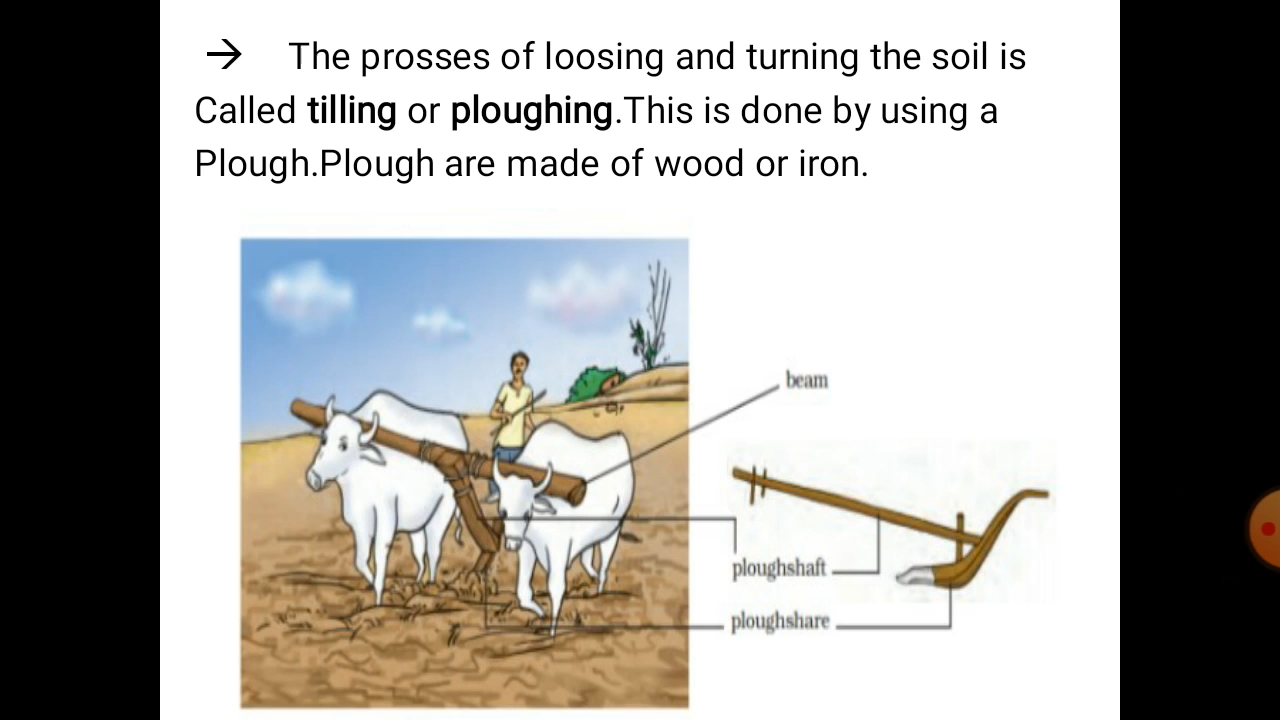 → The prosses of loosing and turning the soil is
Called tilling or ploughing.This is done by using a
Plough.Plough are made of wood or iron.
beam
ploughshaft
ploughshare